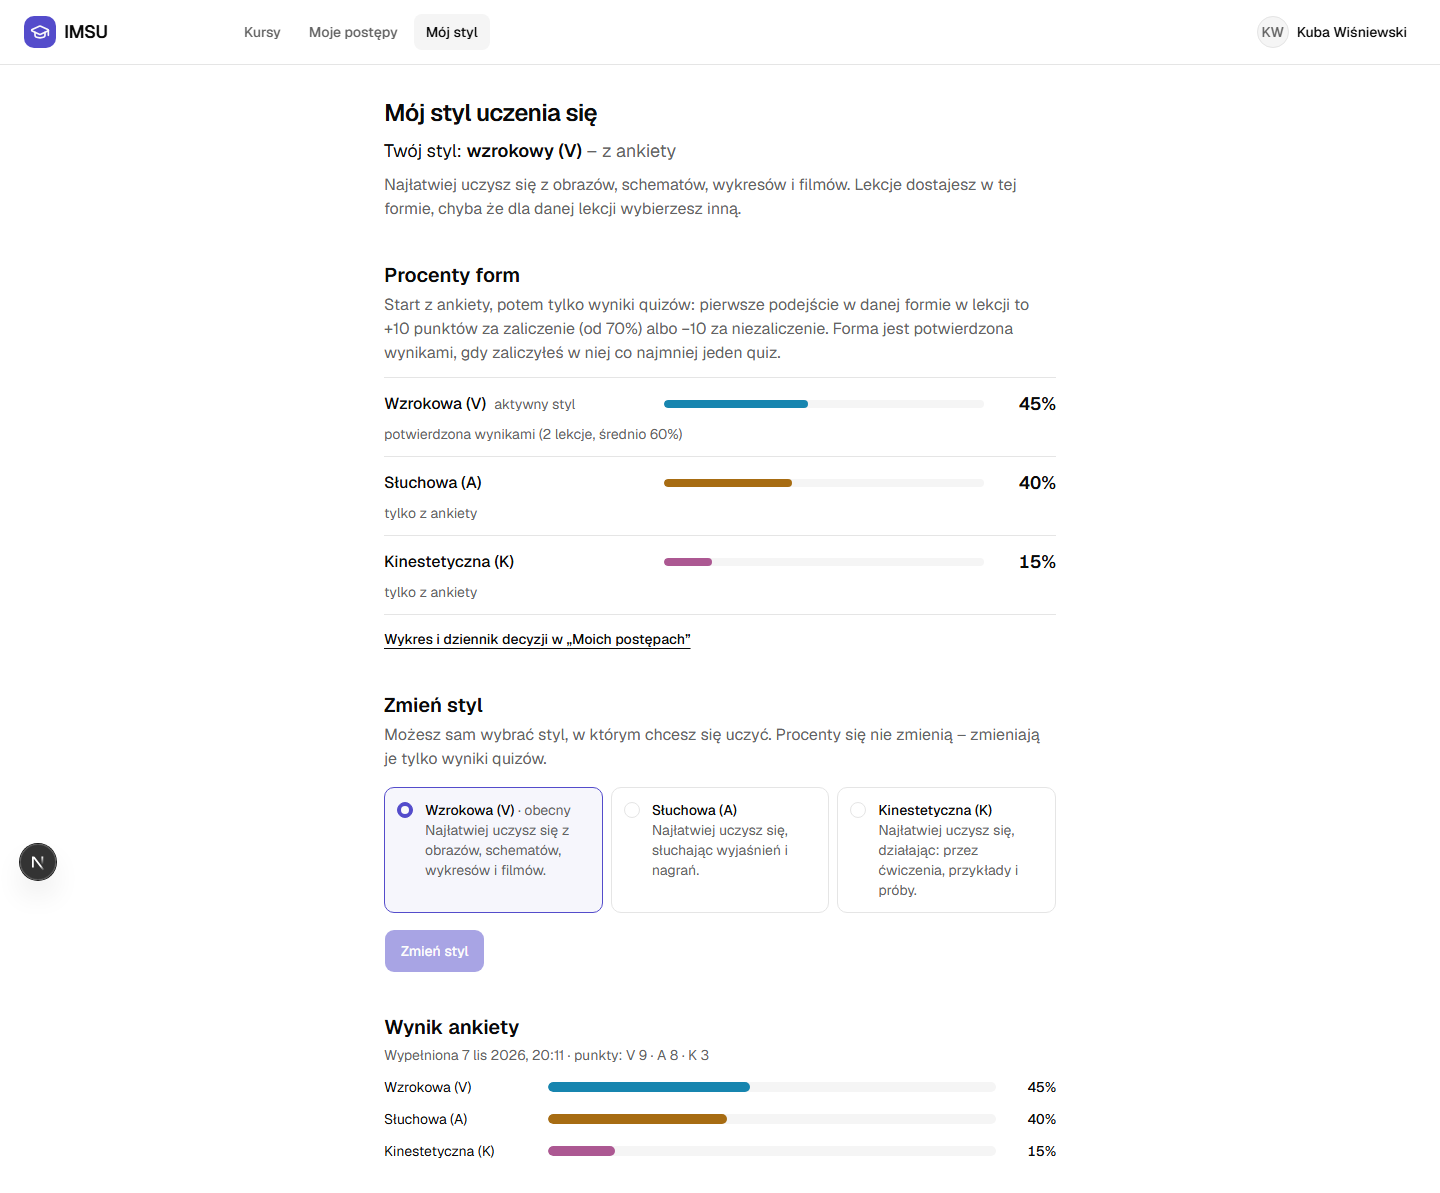 IMSU
Kursy
Moje postępy
Mój styl
KW
Kuba Wiśniewski
Mój styl uczenia się
Twój styl: wzrokowy (V) – z ankiety
Najłatwiej uczysz się z obrazów, schematów, wykresów i filmów. Lekcje dostajesz w tej
formie, chyba że dla danej lekcji wybierzesz inną.
Procenty form
Start z ankiety, potem tylko wyniki quizów: pierwsze podejście w danej formie w lekcji to
+10 punktów za zaliczenie (od 70%) albo −10 za niezaliczenie. Forma jest potwierdzona
wynikami, gdy zaliczyłeś w niej co najmniej jeden quiz.
Wzrokowa (V) aktywny styl
45%
potwierdzona wynikami (2 lekcje, średnio 60%)
Słuchowa (A)
40%
tylko z ankiety
Kinestetyczna (K)
15%
tylko z ankiety
Wykres i dziennik decyzji w „Moich postępach”
Zmień styl
Możesz sam wybrać styl, w którym chcesz się uczyć. Procenty się nie zmienią – zmieniają
je tylko wyniki quizów.
Wzrokowa (V) · obecny
Najłatwiej uczysz się z
obrazów, schematów,
wykresów i filmów.
Słuchowa (A)
Najłatwiej uczysz się,
słuchając wyjaśnień i
nagrań.
Kinestetyczna (K)
Najłatwiej uczysz się,
działając: przez
ćwiczenia, przykłady i
próby.
N
Zmień styl
Wynik ankiety
Wypełniona 7 lis 2026, 20:11 · punkty: V 9 · A 8 · K 3
Wzrokowa (V)
45%
Słuchowa (A)
40%
Kinestetyczna (K)
15%